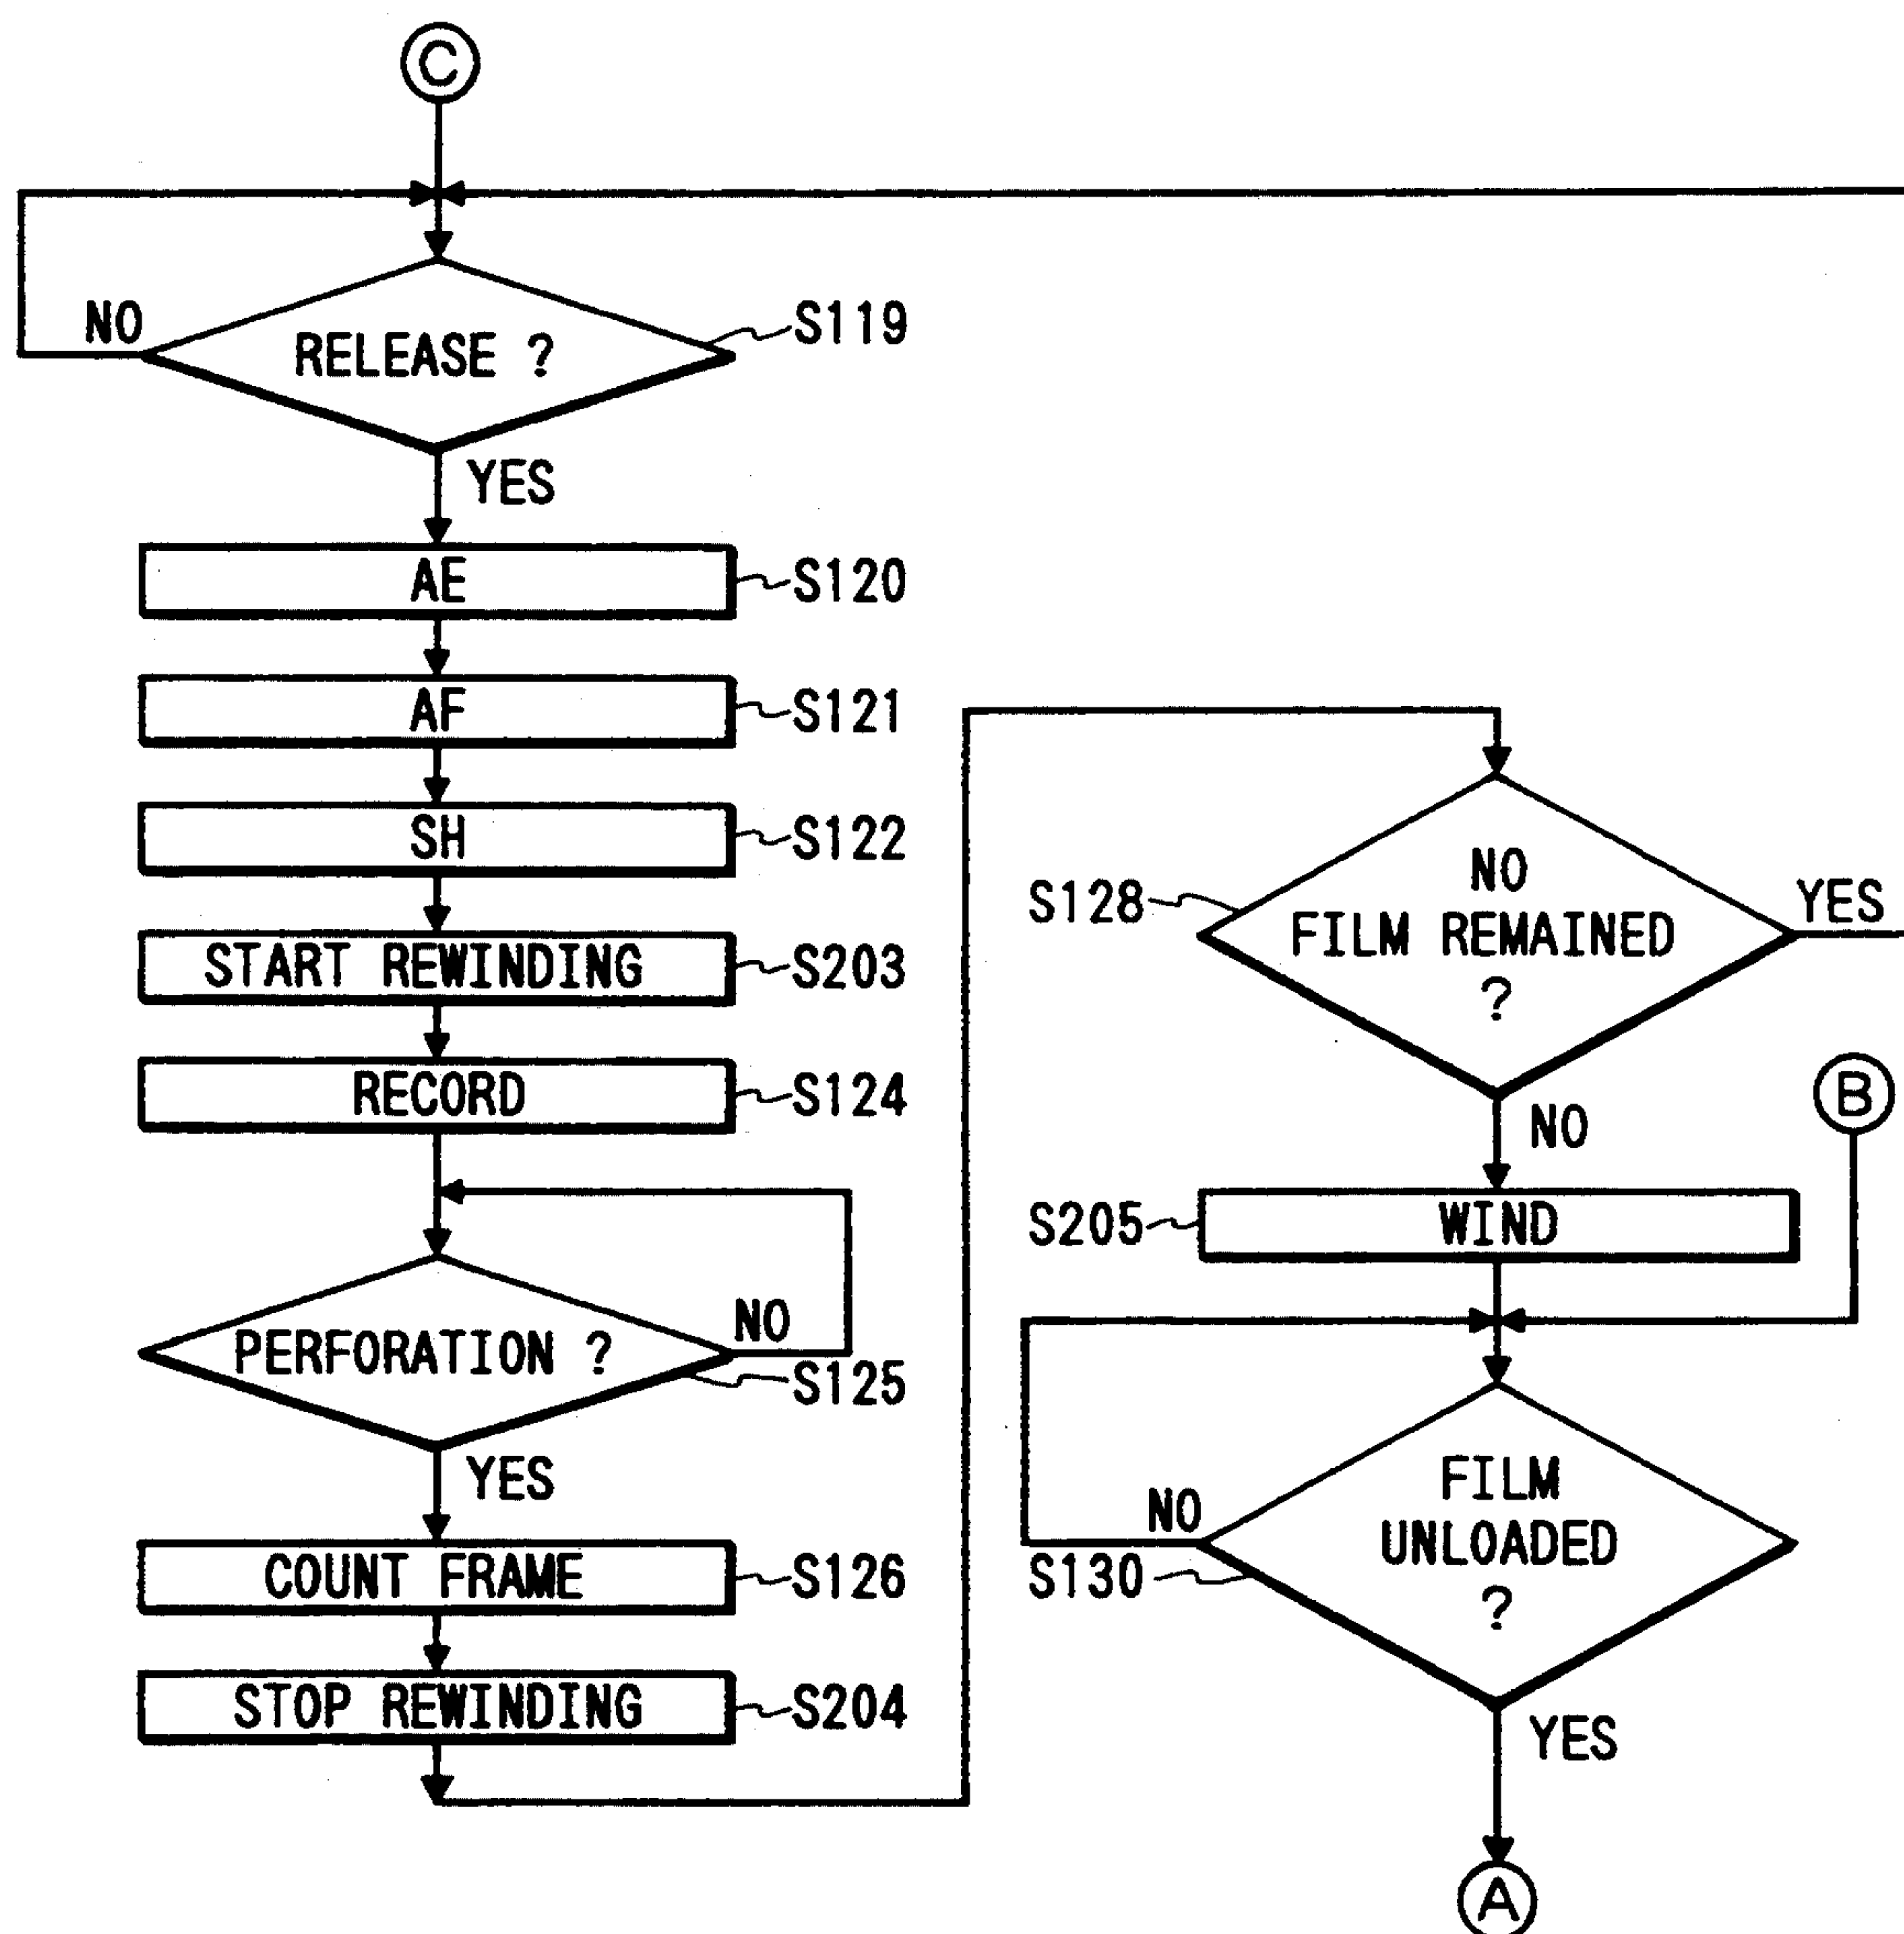 C
NO
RELEASE ?
S119
YES
AE
S120
AF
S121
SH
S122
START REWINDING
S203
RECORD
S124
PERFORATION ?
NO
S125
YES
COUNT FRAME
S126
STOP REWINDING
S204
S128
NO
FILM REMAINED
?
YES
NO
B
S205
WIND
NO
FILM
UNLOADED
?
S130
YES
A